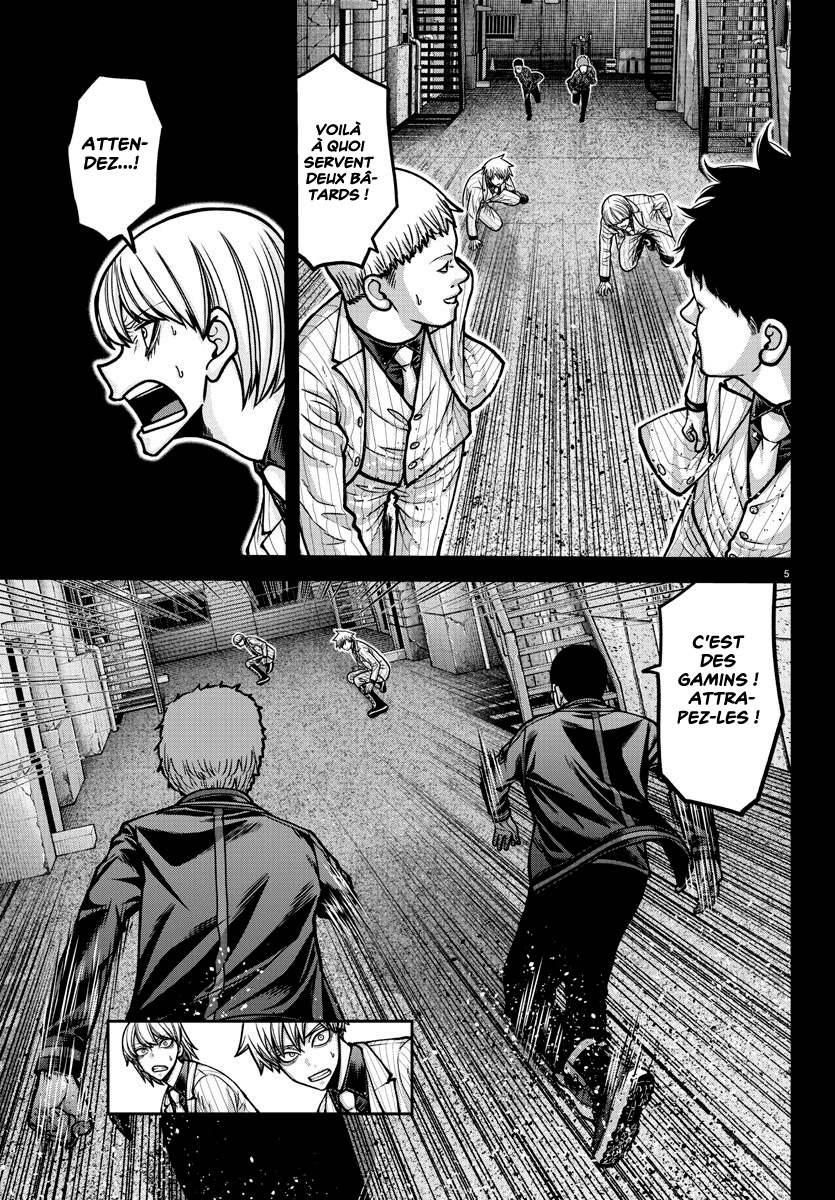 VOILÀ
À QUOI
SERVENT
DEUX BÂ-
TARDS !
ATTEN-
DEZ...!
5
C'EST
DES
GAMINS !
ATTRA-
PEZ-LES !